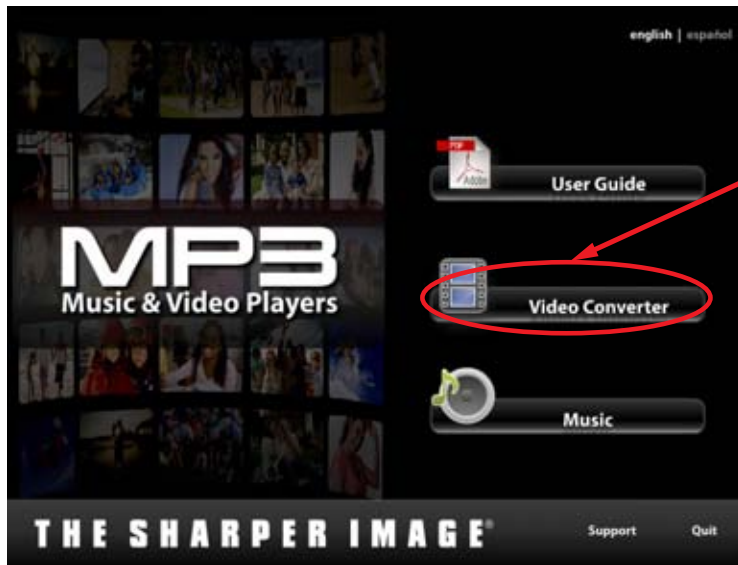 english | español
PDF
Adobe
User Guide
MP3
Music & Video Players
Video Converter
Music
THE SHARPER IMAGE®
Support
Quit